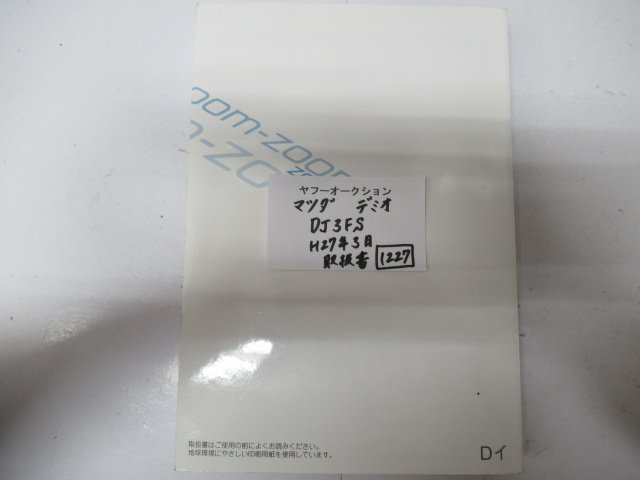 oom-zoom
-zo
ヤフーオークション
マツダ デミオ
DJ3FS
H27年3月
取扱書 1227
取扱書はご使用の前によくお読みください。
地球環境にやさしい印刷用紙を使用しています。
Dイ